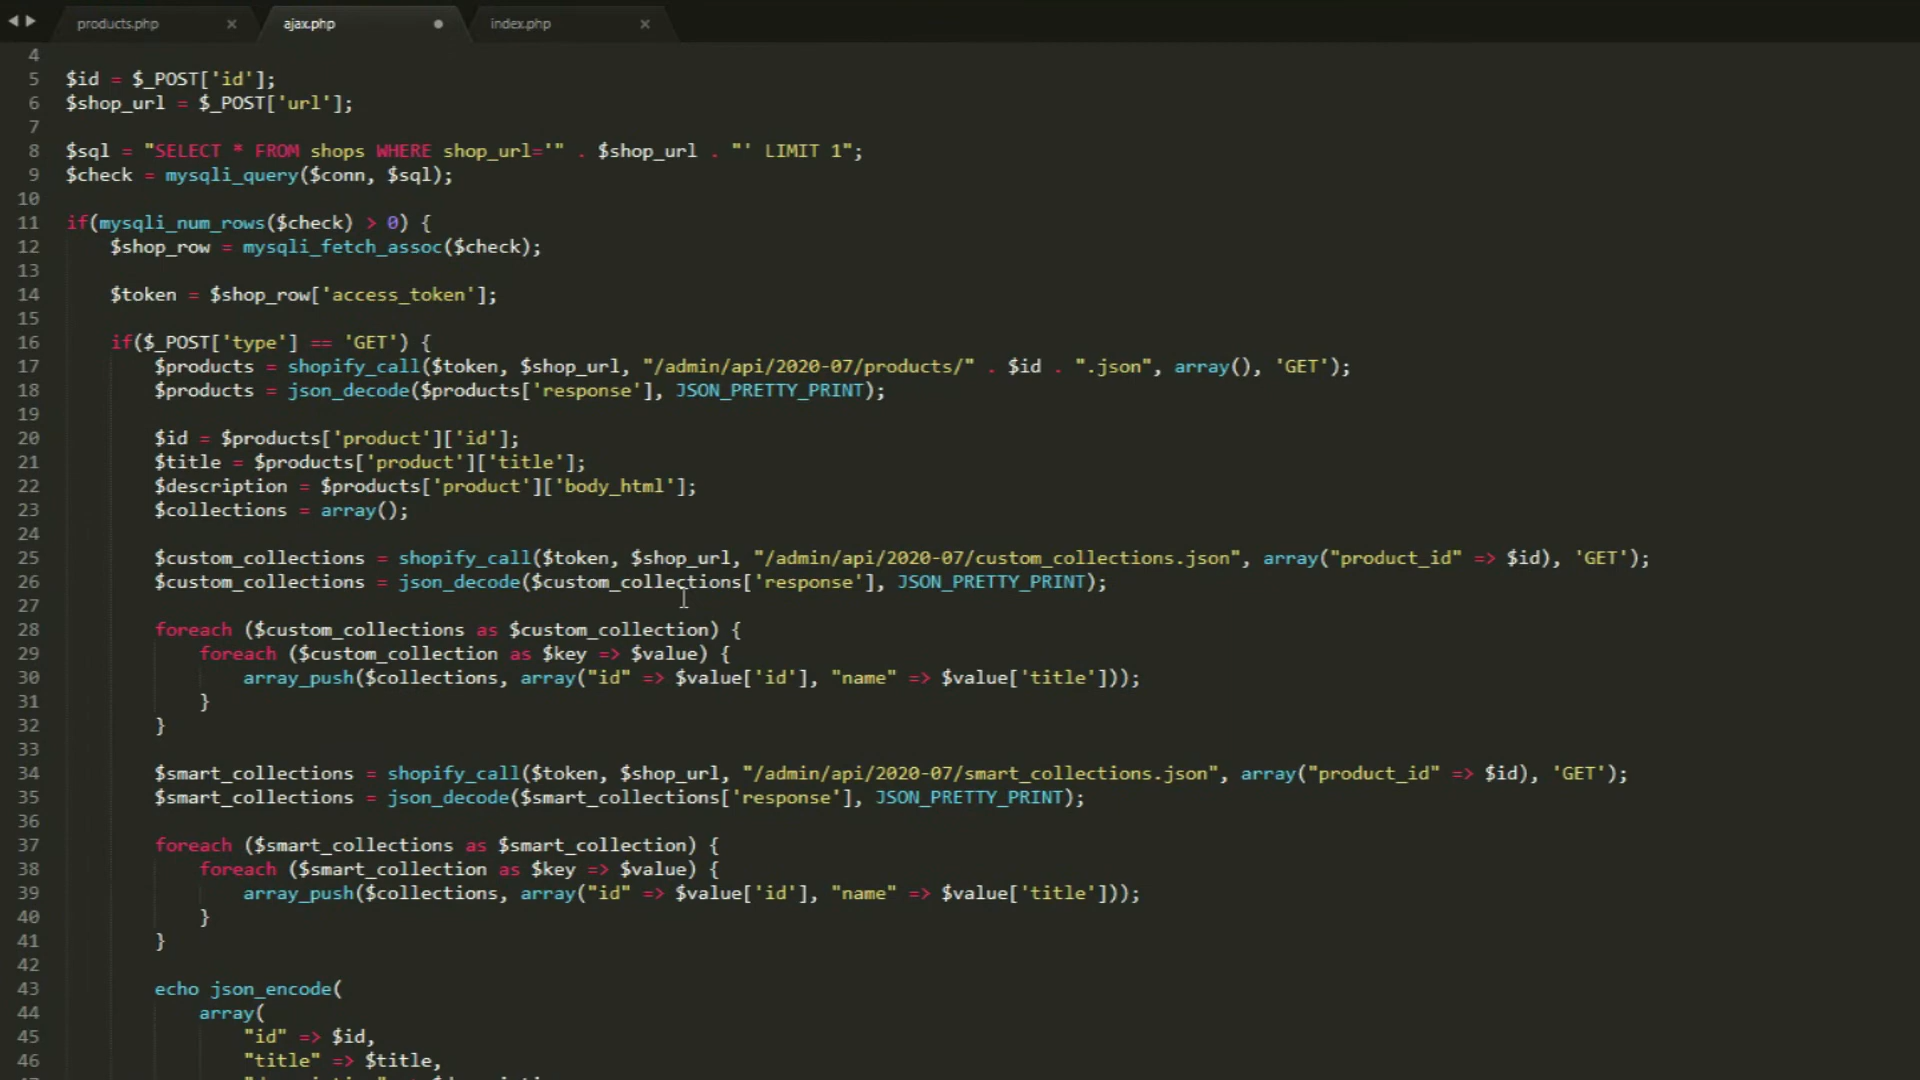 products.php × ajax.php index.php ×
4
5 $id = $_POST['id'];
6 $shop_url = $_POST['url'];
7
8 $sql = "SELECT * FROM shops WHERE shop_url='" . $shop_url . "' LIMIT 1";
9 $check = mysqli_query($conn, $sql);
10
11 if(mysqli_num_rows($check) > 0) {
12 $shop_row = mysqli_fetch_assoc($check);
13
14 $token = $shop_row['access_token'];
15
16 if($_POST['type'] == 'GET') {
17 $products = shopify_call($token, $shop_url, "/admin/api/2020-07/products/" . $id . ".json", array(), 'GET');
18 $products = json_decode($products['response'], JSON_PRETTY_PRINT);
19
20 $id = $products['product']['id'];
21 $title = $products['product']['title'];
22 $description = $products['product']['body_html'];
23 $collections = array();
24
25 $custom_collections = shopify_call($token, $shop_url, "/admin/api/2020-07/custom_collections.json", array("product_id" => $id), 'GET');
26 $custom_collections = json_decode($custom_collections['response'], JSON_PRETTY_PRINT);
27
28 foreach ($custom_collections as $custom_collection) {
29 foreach ($custom_collection as $key => $value) {
30 array_push($collections, array("id" => $value['id'], "name" => $value['title']));
31 }
32 }
33
34 $smart_collections = shopify_call($token, $shop_url, "/admin/api/2020-07/smart_collections.json", array("product_id" => $id), 'GET');
35 $smart_collections = json_decode($smart_collections['response'], JSON_PRETTY_PRINT);
36
37 foreach ($smart_collections as $smart_collection) {
38 foreach ($smart_collection as $key => $value) {
39 array_push($collections, array("id" => $value['id'], "name" => $value['title']));
40 }
41 }
42
43 echo json_encode(
44 array(
45 "id" => $id,
46 "title" => $title,